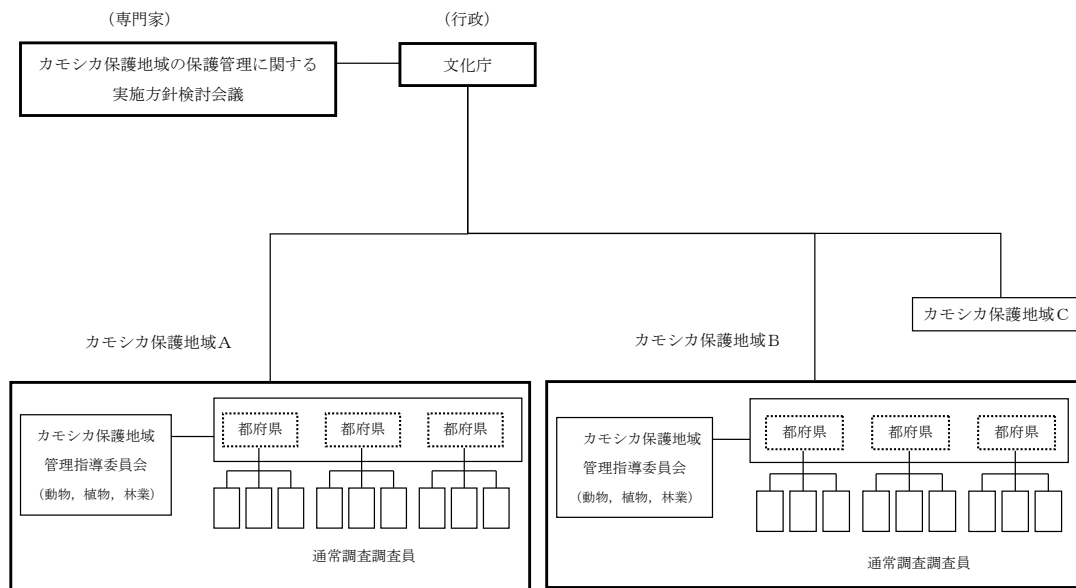 (専門家)
(行政)
カモシカ保護地域の保護管理に関する
実施方針検討会議
文化庁
カモシカ保護地域C
カモシカ保護地域A
カモシカ保護地域B
カモシカ保護地域
管理指導委員会
(動物，植物，林業)
都府県
都府県
都府県
通常調査調査員
カモシカ保護地域
管理指導委員会
(動物，植物，林業)
都府県
都府県
都府県
通常調査調査員